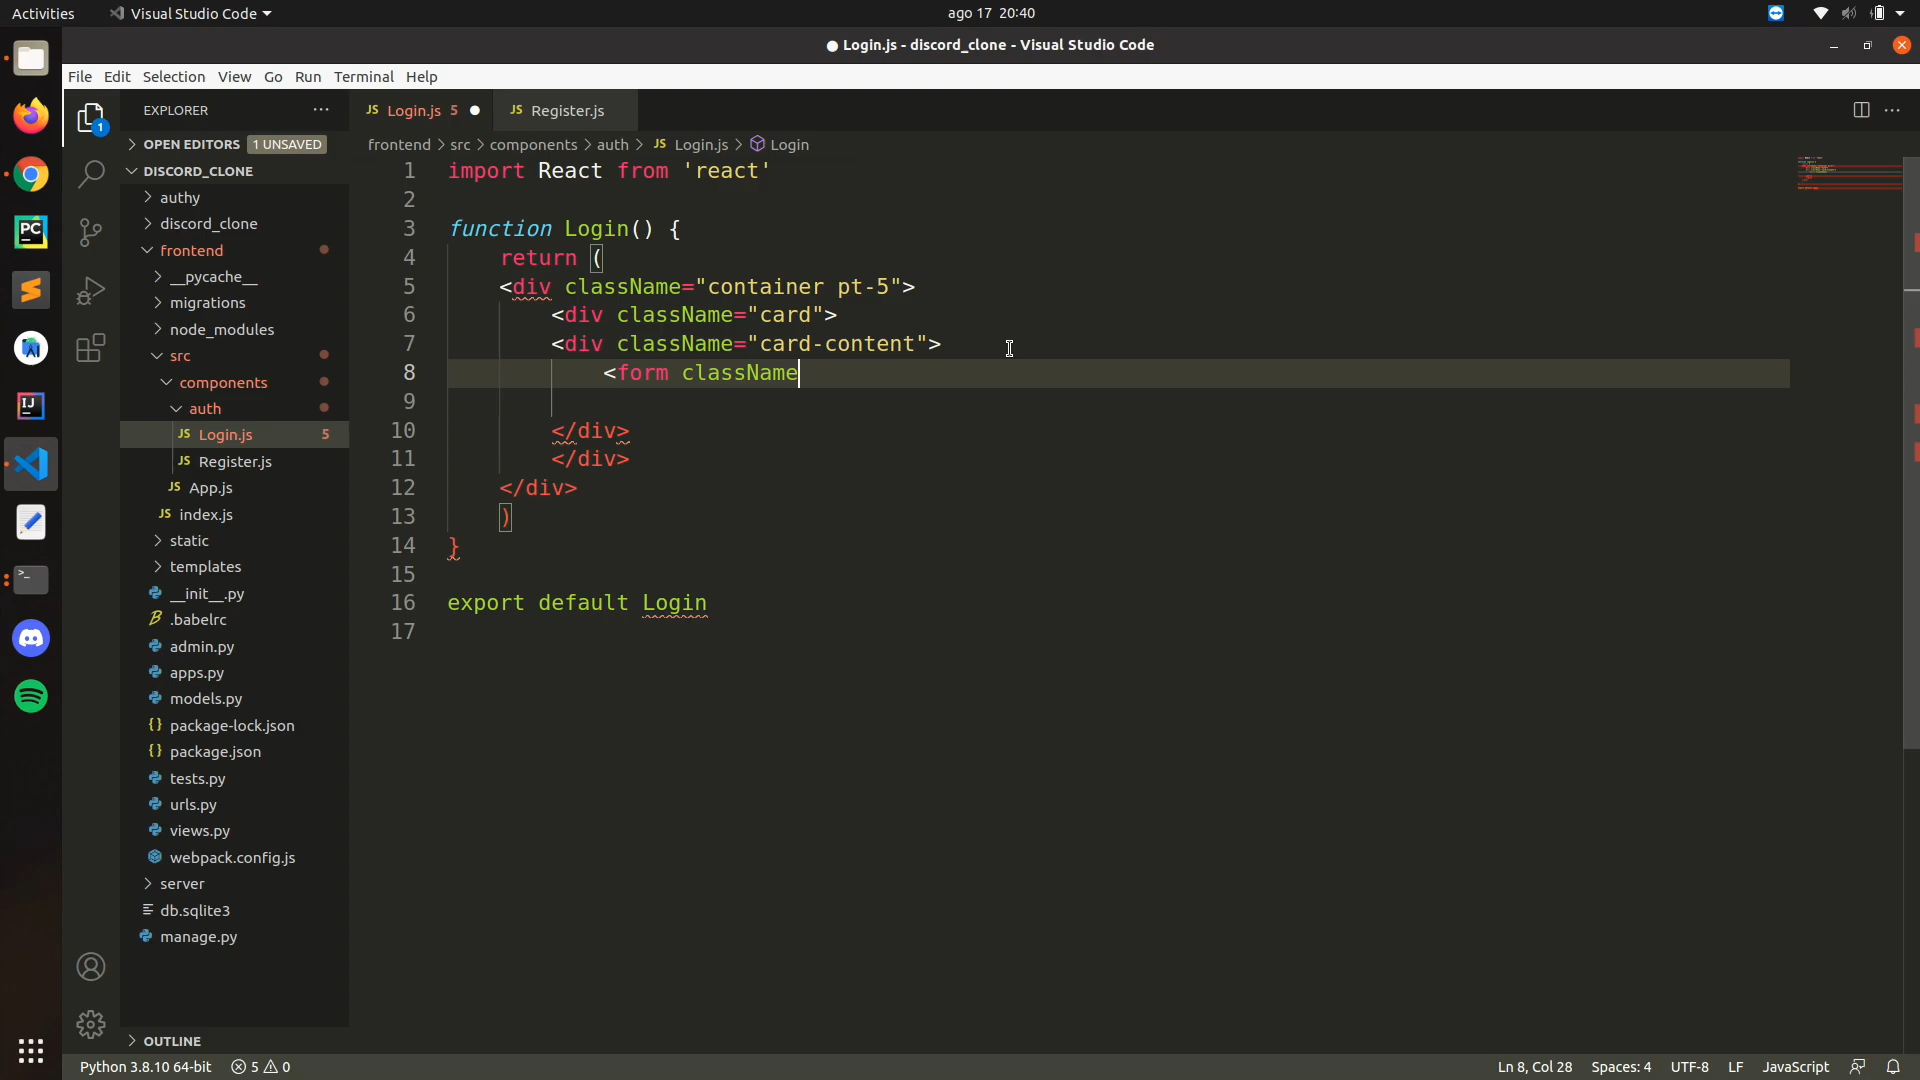 Activities Visual Studio Code ago 17 20:40
Login.js - discord_clone - Visual Studio Code
File Edit Selection View Go Run Terminal Help
EXPLORER
JS Login.js 5
JS Register.js
OPEN EDITORS 1 UNSAVED
frontend > src > components > auth > JS Login.js > Login
DISCORD_CLONE
authy
discord_clone
frontend
__pycache__
migrations
node_modules
src
components
auth
JS Login.js 5
JS Register.js
JS App.js
JS index.js
static
templates
__init__.py
.babelrc
admin.py
apps.py
models.py
{} package-lock.json
{} package.json
tests.py
urls.py
views.py
webpack.config.js
server
db.sqlite3
manage.py
OUTLINE
1 import React from 'react'
2
3 function Login() {
4 return (
5 <div className="container pt-5">
6 <div className="card">
7 <div className="card-content">
8 <form className
9
10 </div>
11 </div>
12 </div>
13 )
14 }
15
16 export default Login
17
PC
IJ
>_
1
Python 3.8.10 64-bit 5 0 Ln 8, Col 28 Spaces: 4 UTF-8 LF JavaScript